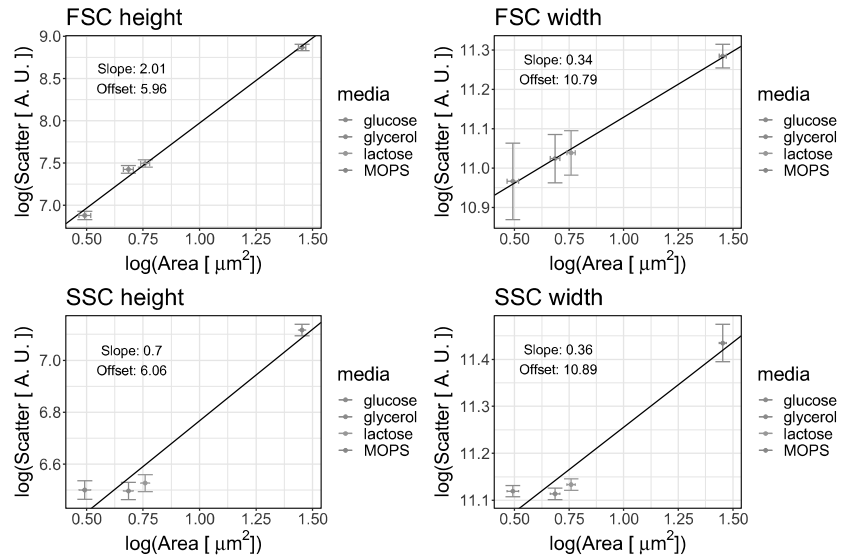 FSC height
log(Scatter [ A. U. ])
9.0
8.5
8.0
7.5
7.0
Slope: 2.01
Offset: 5.96
0.50 0.75 1.00 1.25 1.50
log(Area [ μm²])
media
glucose
glycerol
lactose
MOPS
FSC width
log(Scatter [ A. U. ])
11.3
11.2
11.1
11.0
10.9
Slope: 0.34
Offset: 10.79
0.50 0.75 1.00 1.25 1.50
log(Area [ μm²])
media
glucose
glycerol
lactose
MOPS
SSC height
log(Scatter [ A. U. ])
7.0
6.8
6.6
Slope: 0.7
Offset: 6.06
0.50 0.75 1.00 1.25 1.50
log(Area [ μm²])
media
glucose
glycerol
lactose
MOPS
SSC width
log(Scatter [ A. U. ])
11.4
11.3
11.2
11.1
Slope: 0.36
Offset: 10.89
0.50 0.75 1.00 1.25 1.50
log(Area [ μm²])
media
glucose
glycerol
lactose
MOPS